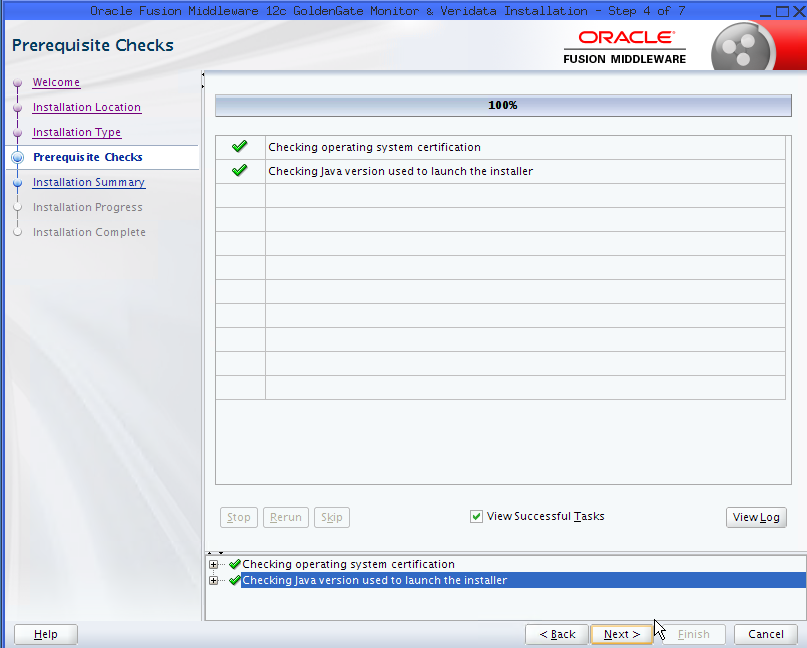 Oracle Fusion Middleware 12c GoldenGate Monitor & Veridata Installation - Step 4 of 7
Prerequisite Checks
ORACLE
FUSION MIDDLEWARE
Welcome
Installation Location
Installation Type
Prerequisite Checks
Installation Summary
Installation Progress
Installation Complete
100%
Checking operating system certification
Checking Java version used to launch the installer
Stop
Rerun
Skip
View Successful Tasks
View Log
Checking operating system certification
Checking Java version used to launch the installer
Help
< Back
Next >
Finish
Cancel